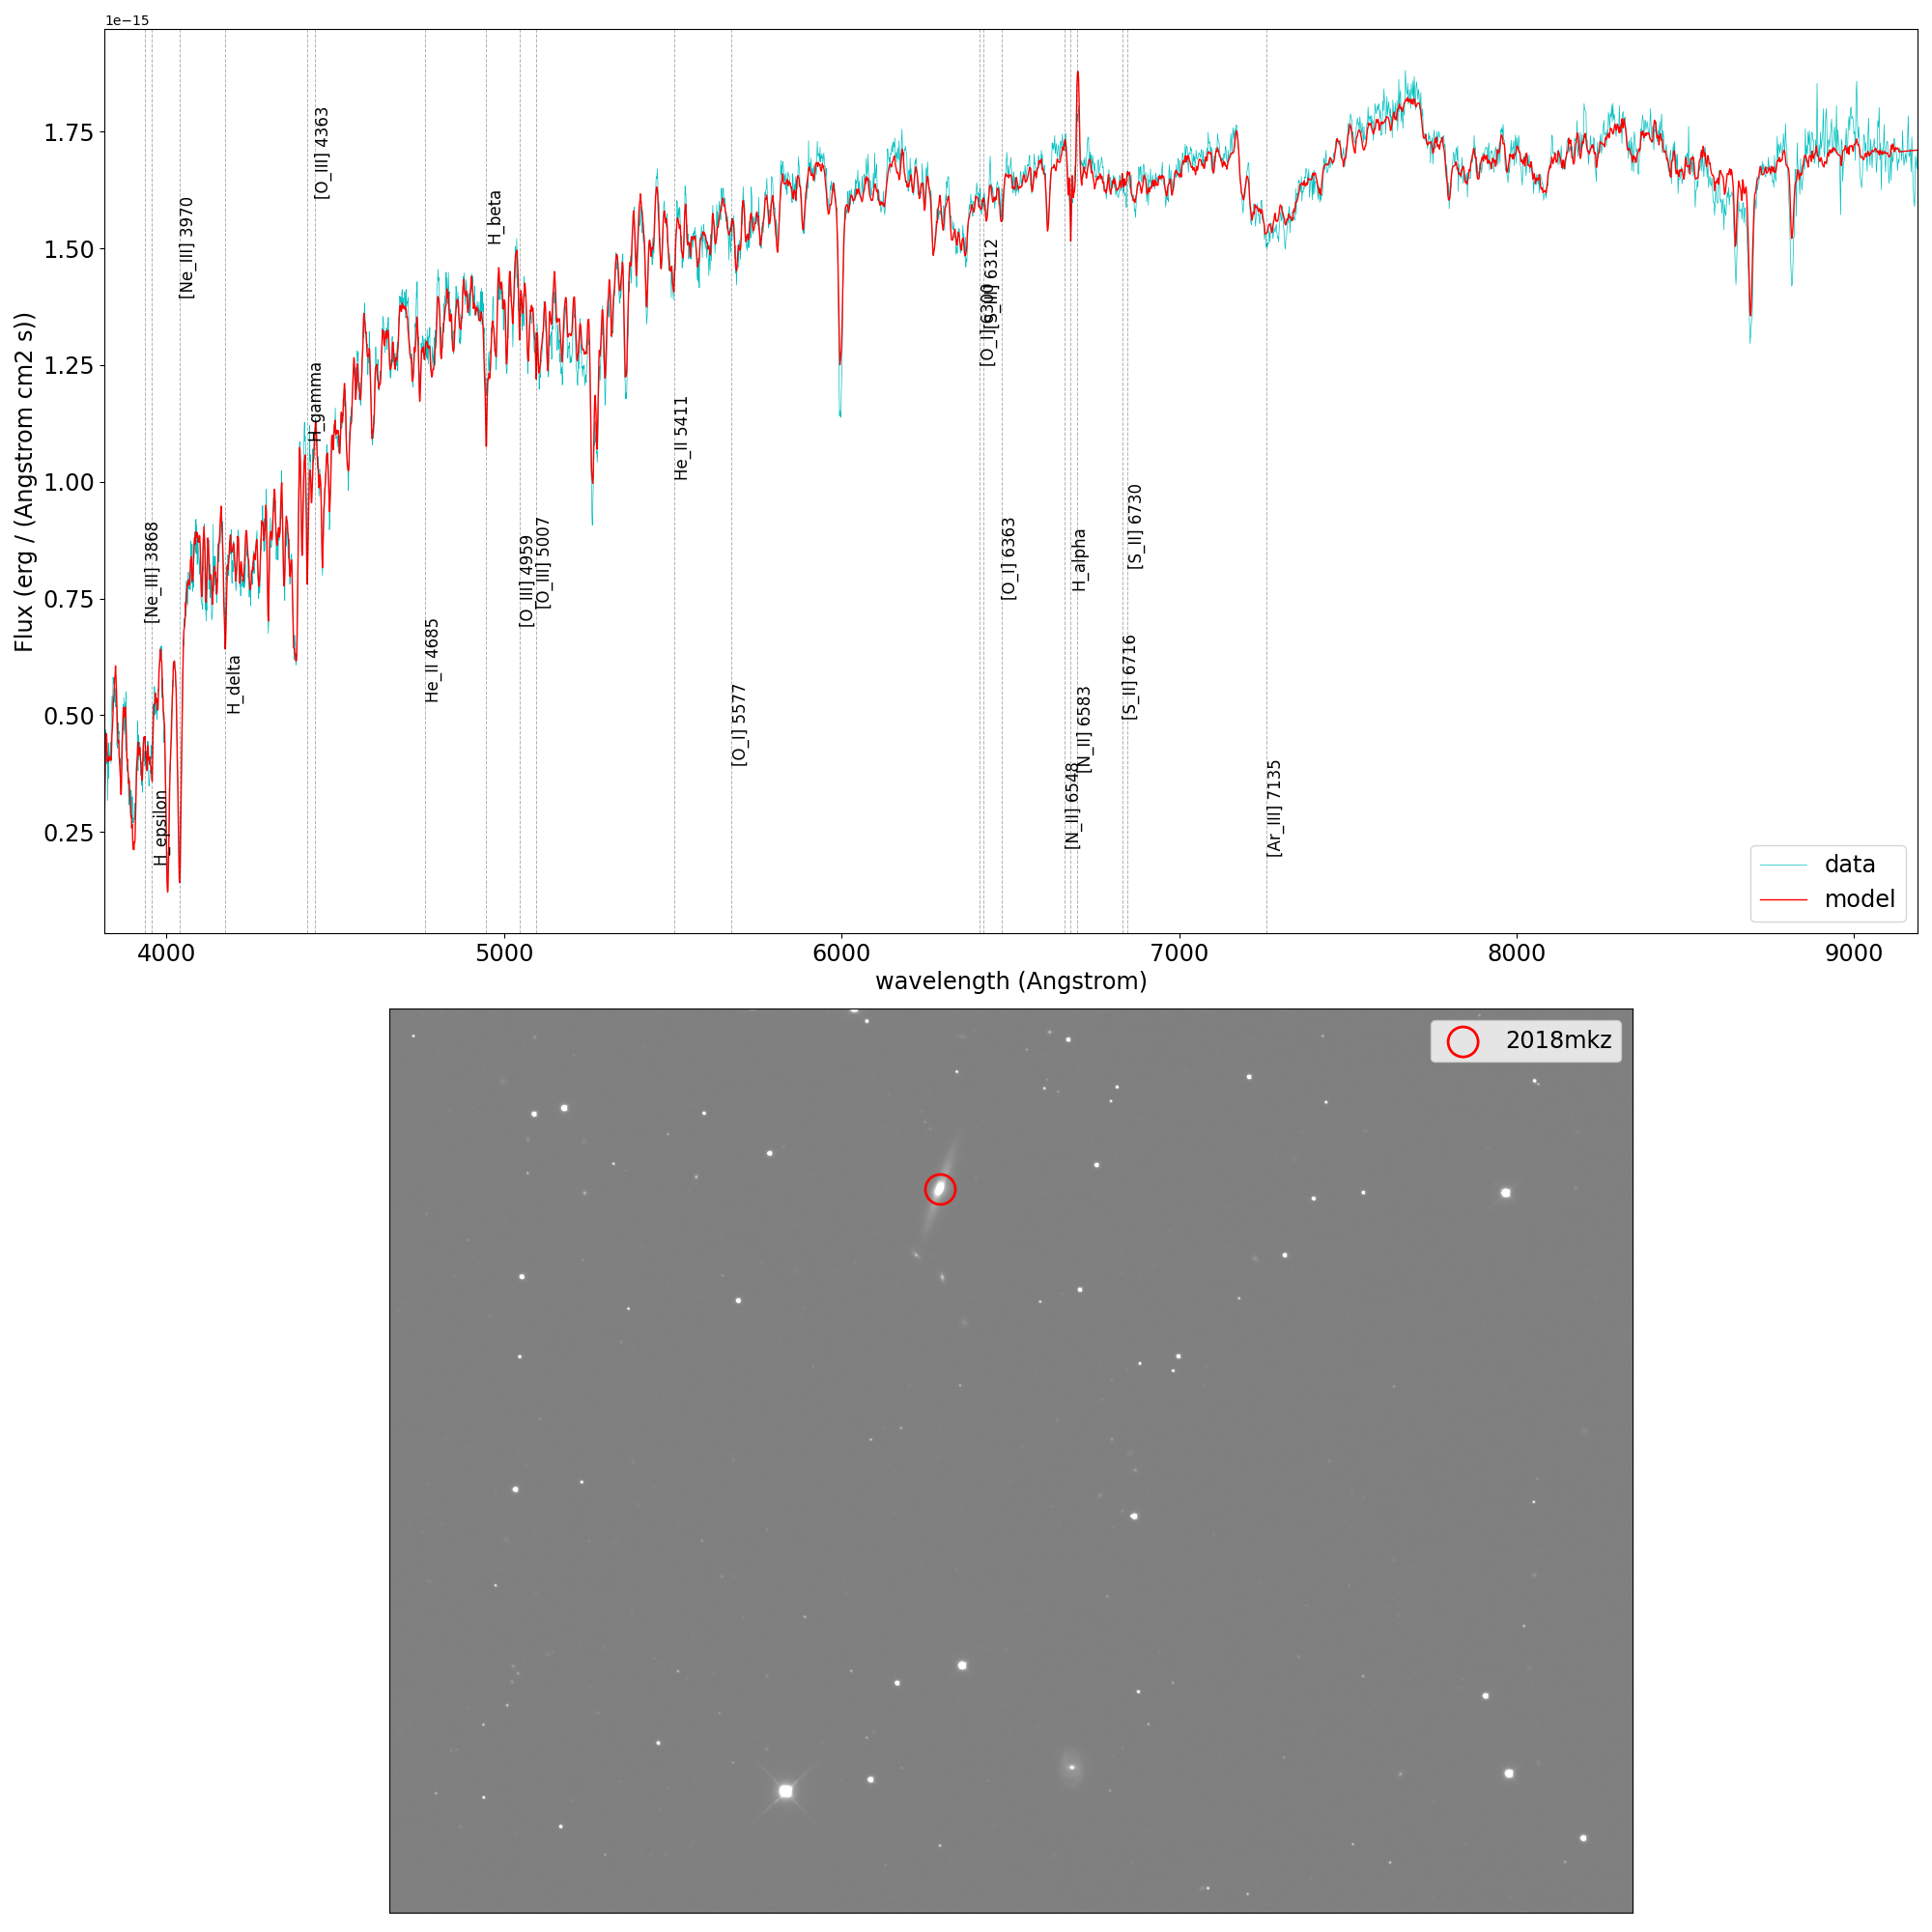 1e−15
Flux (erg / (Angstrom cm2 s))
1.75
1.50
1.25
1.00
0.75
0.50
0.25
[Ne_III] 3868
H_epsilon
[Ne_III] 3970
H_delta
H_gamma
[O_III] 4363
He_II 4685
H_beta
[O_III] 4959
[O_III] 5007
He_II 5411
[O_I] 5577
[O_I] 6300
[S_III] 6312
[O_I] 6363
[N_II] 6548
H_alpha
[N_II] 6583
[S_II] 6716
[S_II] 6730
[Ar_III] 7135
data
model
4000 5000 6000 7000 8000 9000
wavelength (Angstrom)
2018mkz